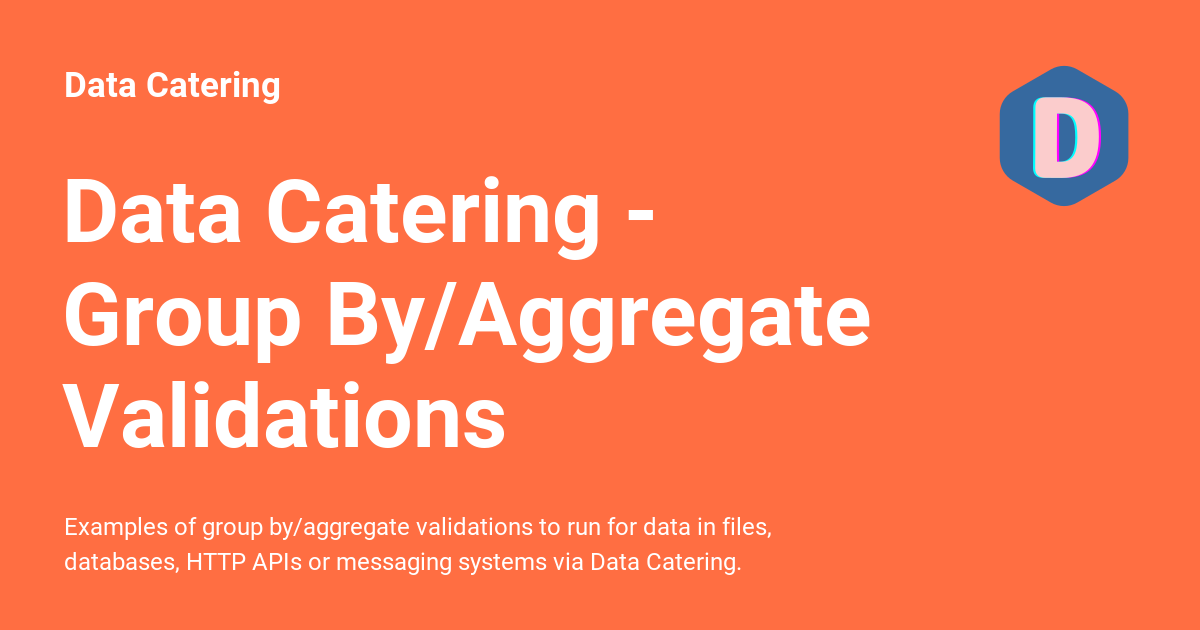 Data Catering
D
Data Catering -
Group By/Aggregate
Validations
Examples of group by/aggregate validations to run for data in files,
databases, HTTP APIs or messaging systems via Data Catering.